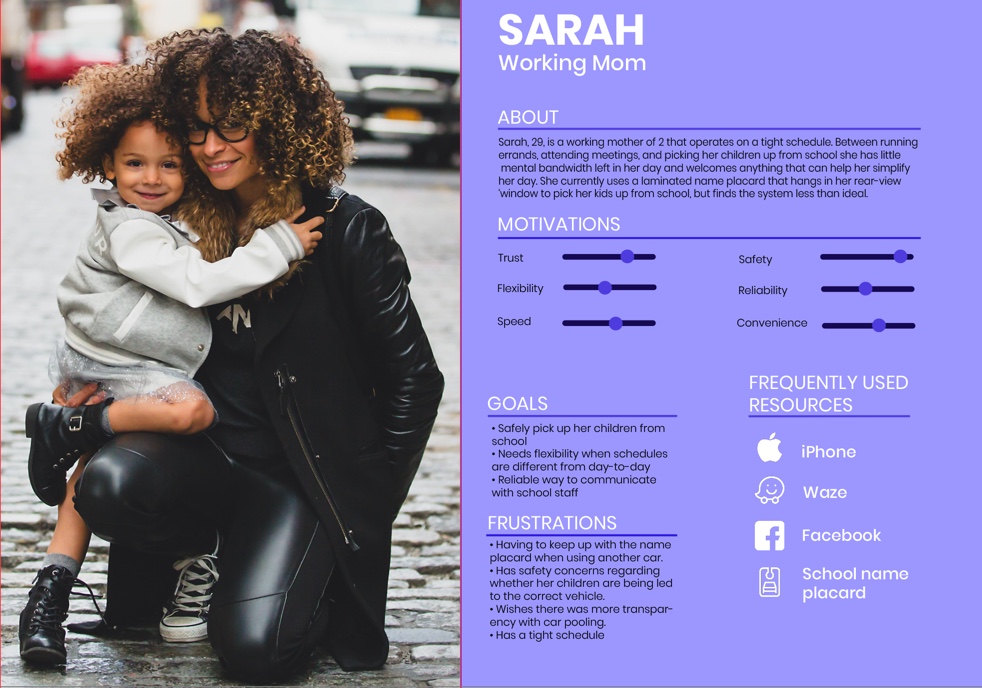 SARAH
Working Mom
ABOUT
Sarah, 29, is a working mother of 2 that operates on a tight schedule. Between running
errands, attending meetings, and picking her children up from school she has little
mental bandwidth left in her day and welcomes anything that can help her simplify
her day. She currently uses a laminated name placard that hangs in her rear-view
window to pick her kids up from school, but finds the system less than ideal.
MOTIVATIONS
Trust
Safety
Flexibility
Reliability
Speed
Convenience
GOALS
• Safely pick up her children from
school
• Needs flexibility when schedules
are different from day-to-day
• Reliable way to communicate
with school staff
FRUSTRATIONS
• Having to keep up with the name
placard when using another car.
• Has safety concerns regarding
whether her children are being led
to the correct vehicle.
• Wishes there was more transpar-
ency with car pooling.
• Has a tight schedule
FREQUENTLY USED
RESOURCES
iPhone
Waze
Facebook
School name
placard